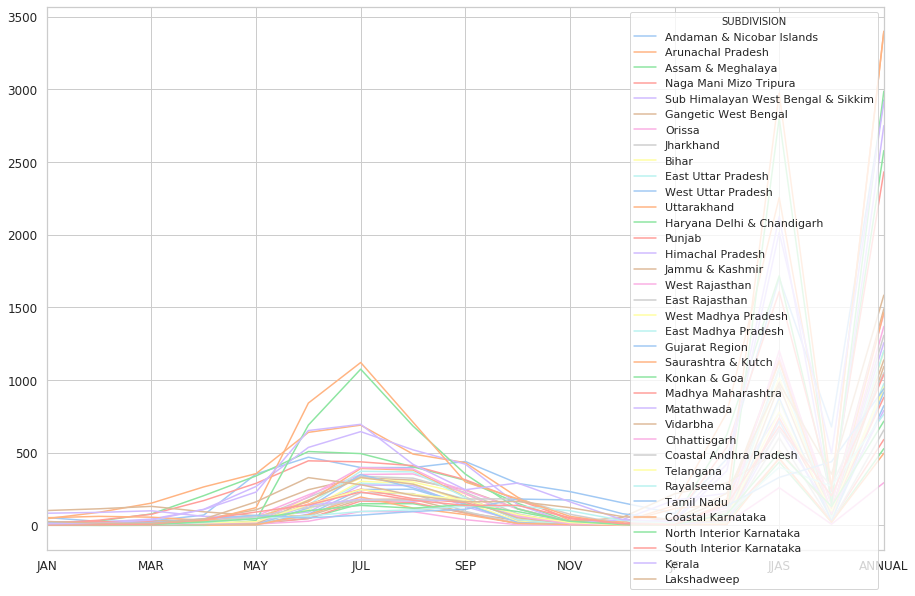 3500
3000
2500
2000
1500
1000
500
0
JAN MAR MAY JUL SEP NOV JJAS ANNUAL
SUBDIVISION
Andaman & Nicobar Islands
Arunachal Pradesh
Assam & Meghalaya
Naga Mani Mizo Tripura
Sub Himalayan West Bengal & Sikkim
Gangetic West Bengal
Orissa
Jharkhand
Bihar
East Uttar Pradesh
West Uttar Pradesh
Uttarakhand
Haryana Delhi & Chandigarh
Punjab
Himachal Pradesh
Jammu & Kashmir
West Rajasthan
East Rajasthan
West Madhya Pradesh
East Madhya Pradesh
Gujarat Region
Saurashtra & Kutch
Konkan & Goa
Madhya Maharashtra
Matathwada
Vidarbha
Chhattisgarh
Coastal Andhra Pradesh
Telangana
Rayalseema
Tamil Nadu
Coastal Karnataka
North Interior Karnataka
South Interior Karnataka
Kerala
Lakshadweep